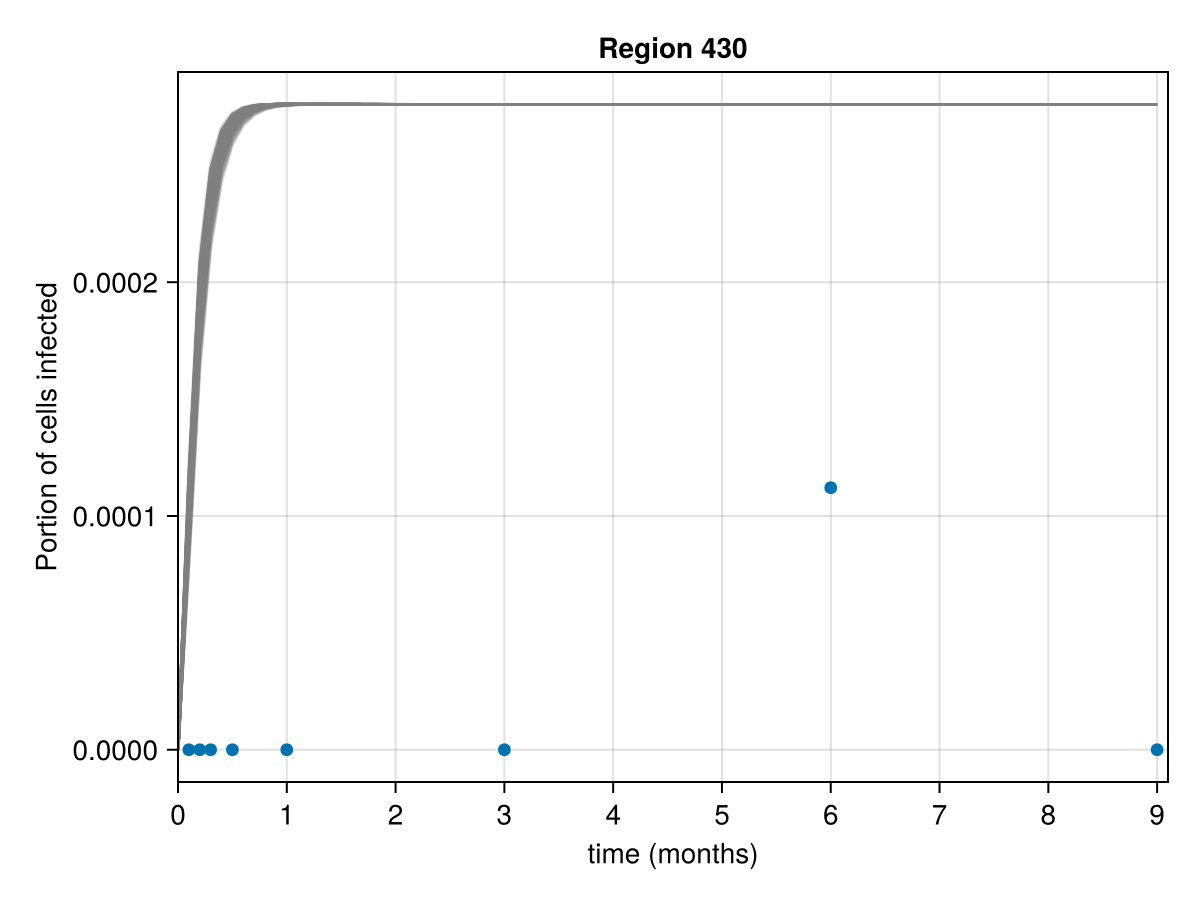 Region 430
Portion of cells infected
0.0002
0.0001
0.0000
0 1 2 3 4 5 6 7 8 9
time (months)